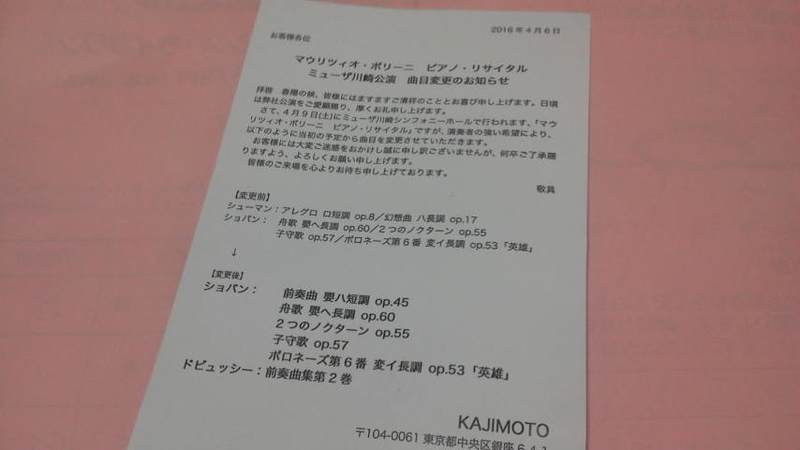 2016年4月6日
お客様各位
マウリツィオ・ポリーニ ピアノ・リサイタル
ミューザ川崎公演 曲目変更のお知らせ
拝啓 春陽の候、皆様にはますますご清祥のこととお喜び申し上げます。日頃
は弊社公演をご愛顧賜り、厚くお礼申し上げます。
さて、4月9日(土)にミューザ川崎シンフォニーホールで行われます、「マウ
リツィオ・ポリーニ ピアノ・リサイタル」ですが、演奏者の強い希望により、
以下のように当初の予定から曲目を変更させていただきます。
お客様には大変ご迷惑をおかけし誠に申し訳ございませんが、何卒ご了承賜
りますよう、よろしくお願い申し上げます。
皆様のご来場を心よりお待ち申し上げております。
敬具
【変更前】
シューマン：アレグロ ロ短調 op.8／幻想曲 ハ長調 op.17
ショパン： 舟歌 嬰ヘ長調 op.60／2つのノクターン op.55
子守歌 op.57／ポロネーズ第6番 変イ長調 op.53「英雄」
↓
【変更後】
ショパン： 前奏曲 嬰ハ短調 op.45
舟歌 嬰ヘ長調 op.60
2つのノクターン op.55
子守歌 op.57
ポロネーズ第6番 変イ長調 op.53「英雄」
ドビュッシー：前奏曲集第2巻
KAJIMOTO
〒104-0061 東京都中央区銀座 6-4-1